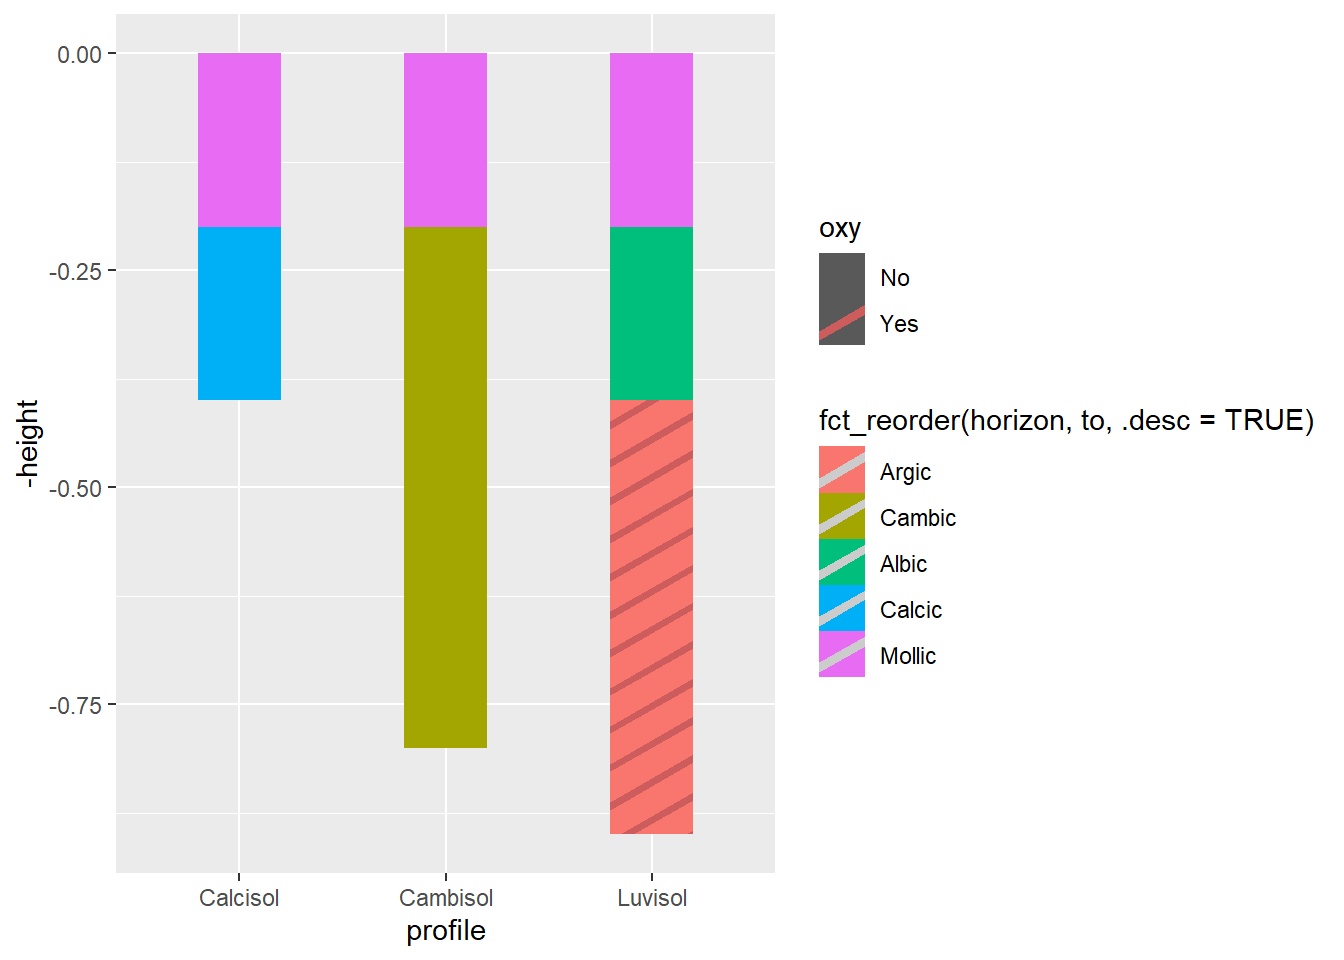 0.00
-0.25
-0.50
-0.75
-height
Calcisol
Cambisol
Luvisol
profile
oxy
No
Yes
fct_reorder(horizon, to, .desc = TRUE)
Argic
Cambic
Albic
Calcic
Mollic